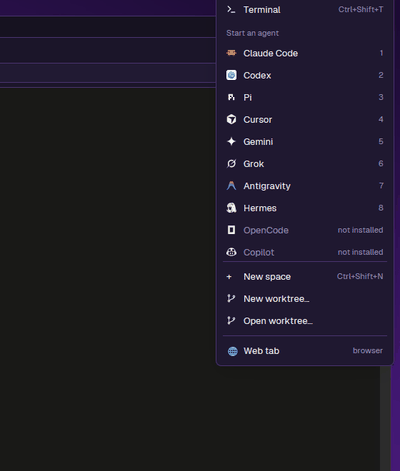 Terminal Ctrl+Shift+T
Start an agent
Claude Code 1
Codex 2
Pi 3
Cursor 4
Gemini 5
Grok 6
Antigravity 7
Hermes 8
OpenCode not installed
Copilot not installed
+ New space Ctrl+Shift+N
New worktree...
Open worktree...
Web tab browser